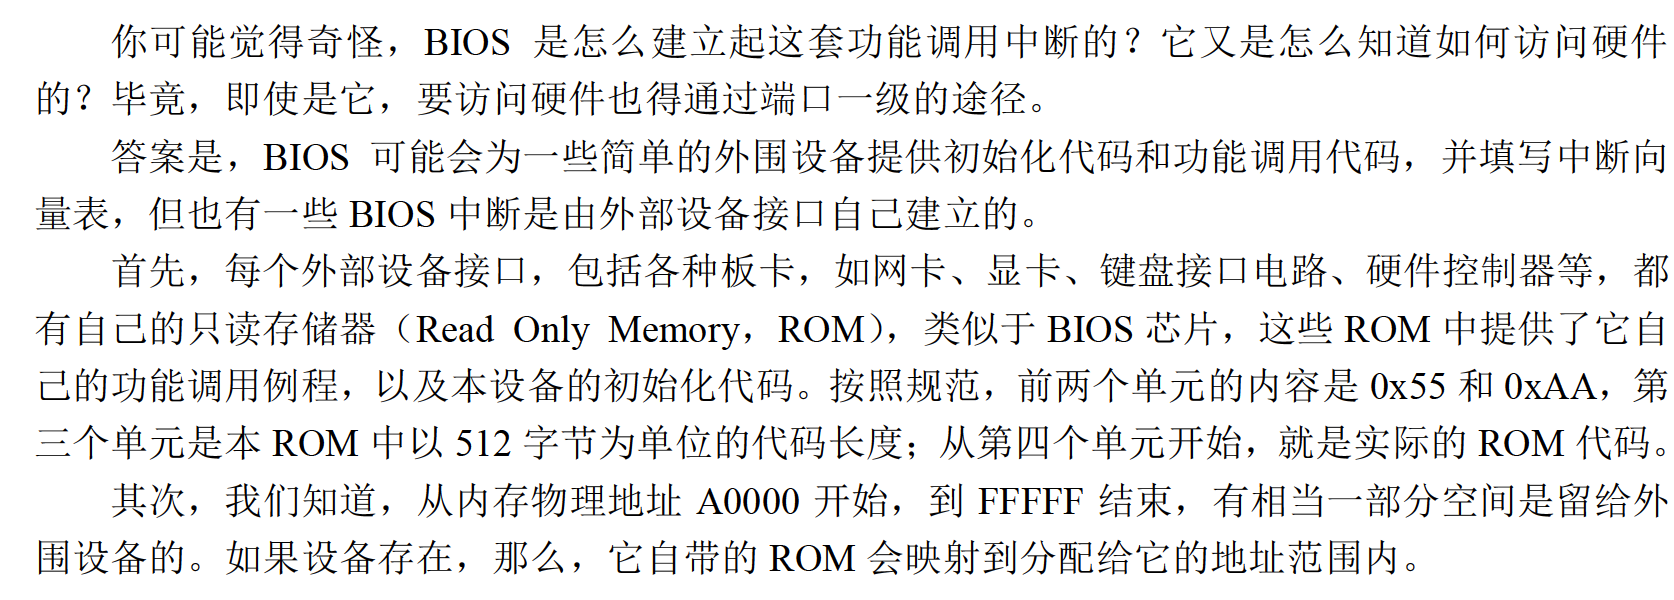 你可能觉得奇怪，BIOS 是怎么建立起这套功能调用中断的？它又是怎么知道如何访问硬件
的？毕竟，即使是它，要访问硬件也得通过端口一级的途径。
答案是，BIOS 可能会为一些简单的外围设备提供初始化代码和功能调用代码，并填写中断向
量表，但也有一些 BIOS 中断是由外部设备接口自己建立的。
首先，每个外部设备接口，包括各种板卡，如网卡、显卡、键盘接口电路、硬件控制器等，都
有自己的只读存储器（Read Only Memory，ROM），类似于 BIOS 芯片，这些 ROM 中提供了它自
己的功能调用例程，以及本设备的初始化代码。按照规范，前两个单元的内容是 0x55 和 0xAA，第
三个单元是本 ROM 中以 512 字节为单位的代码长度；从第四个单元开始，就是实际的 ROM 代码。
其次，我们知道，从内存物理地址 A0000 开始，到 FFFFF 结束，有相当一部分空间是留给外
围设备的。如果设备存在，那么，它自带的 ROM 会映射到分配给它的地址范围内。